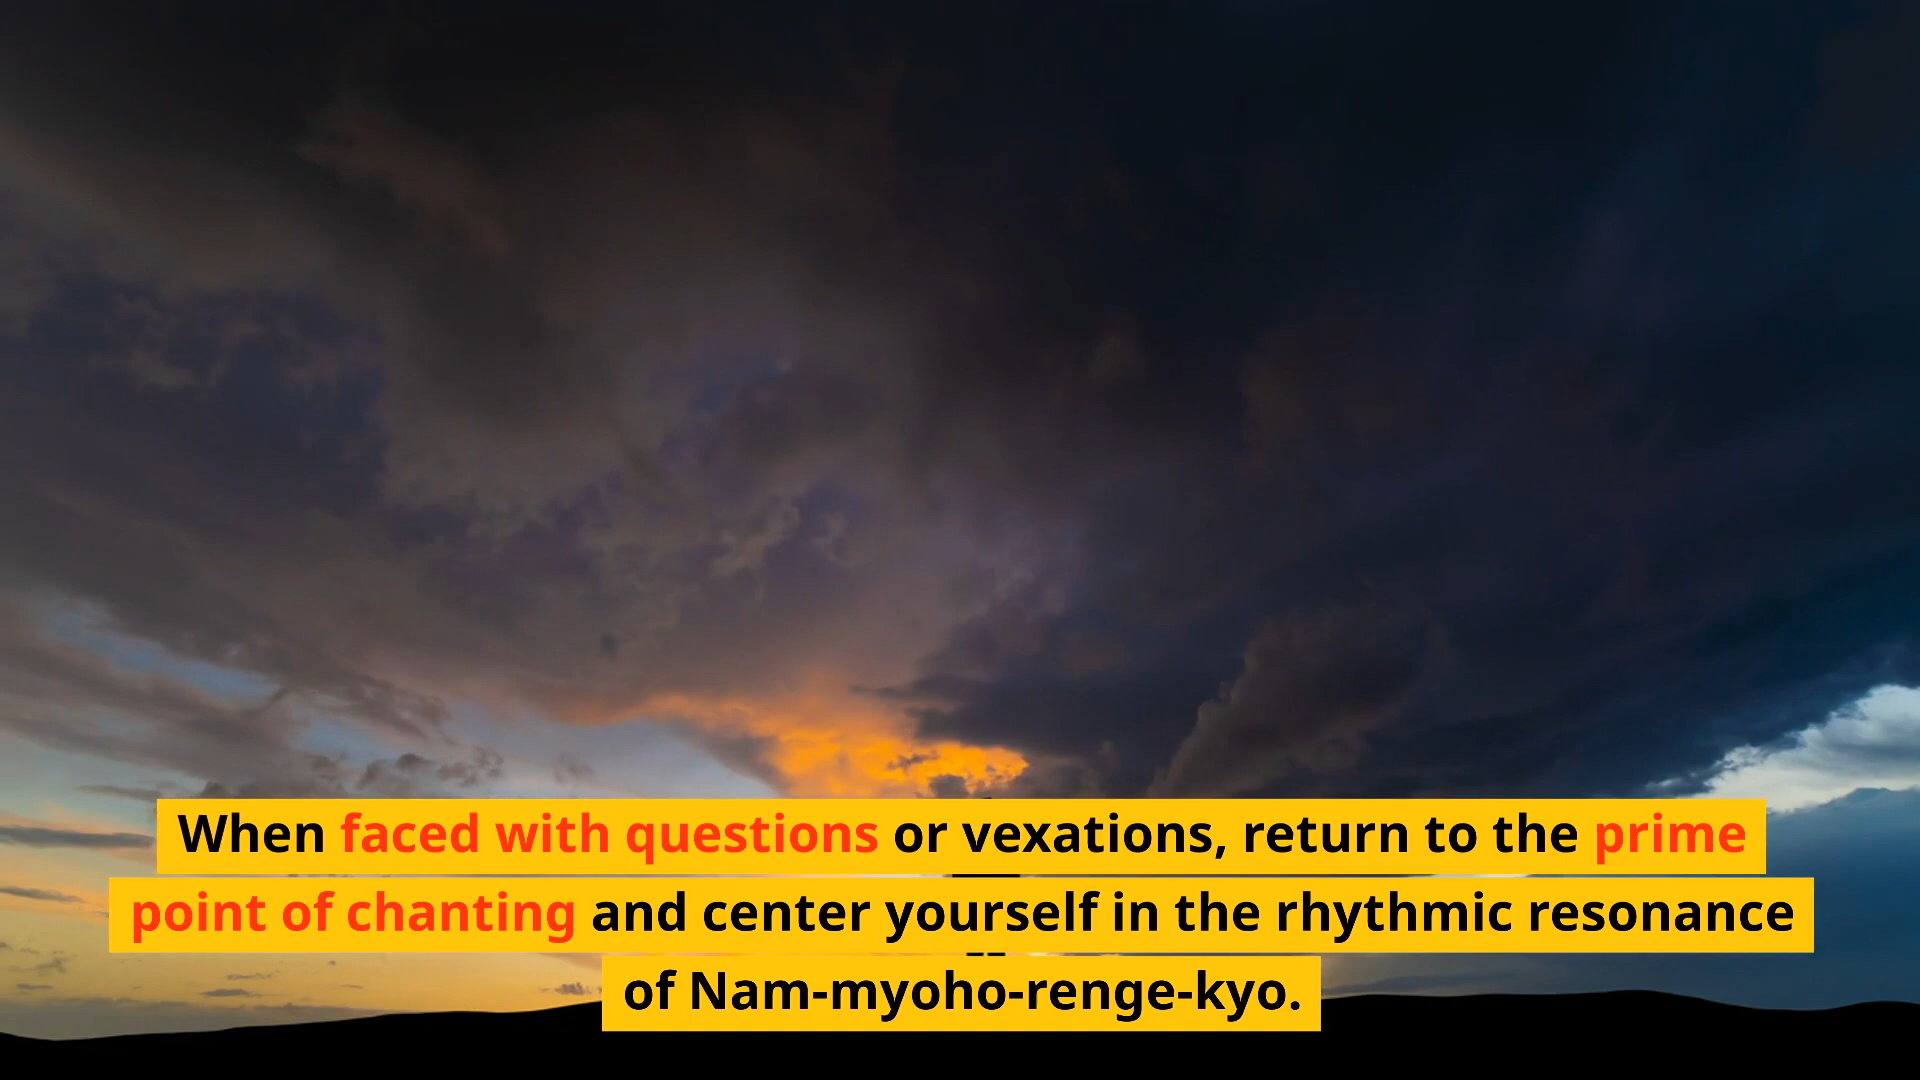 When faced with questions or vexations, return to the prime
point of chanting and center yourself in the rhythmic resonance
of Nam-myoho-renge-kyo.